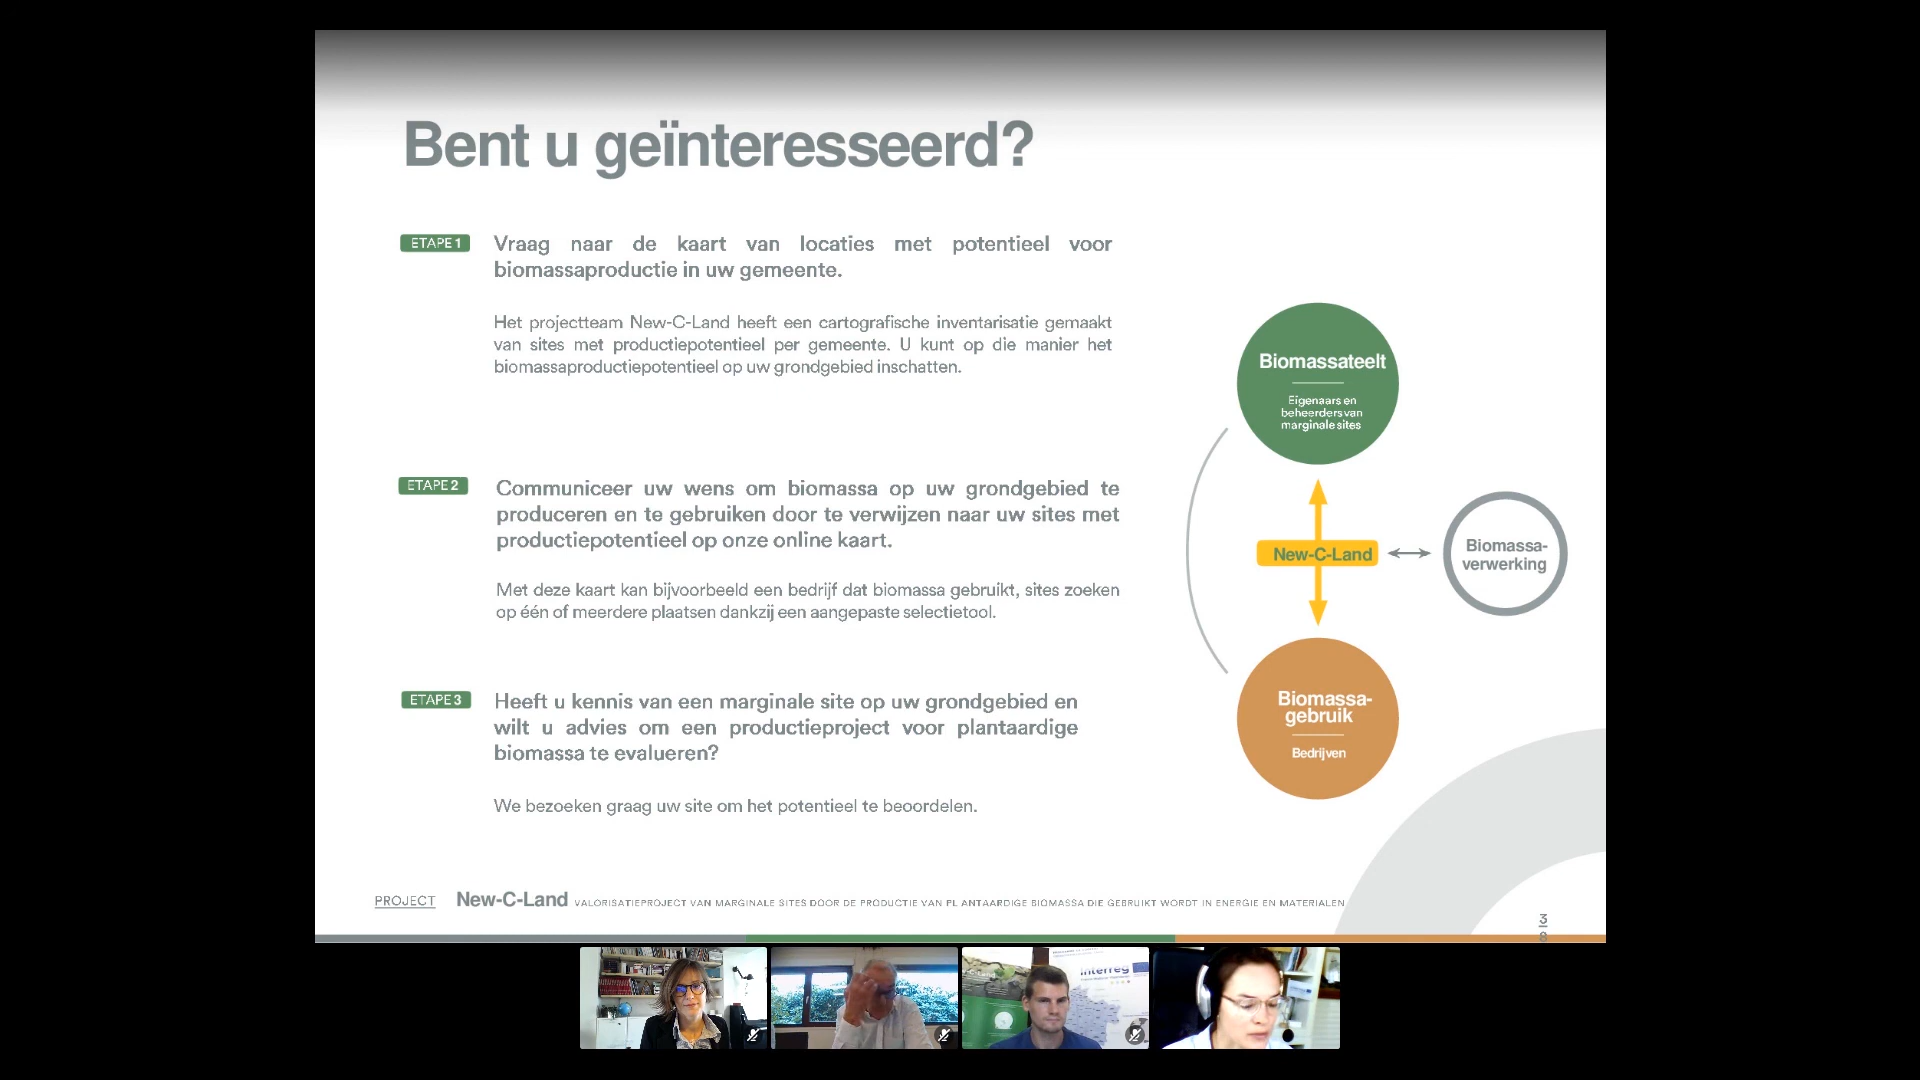 Bent u geïnteresseerd?
ETAPE 1
Vraag naar de kaart van locaties met potentieel voor
biomassaproductie in uw gemeente.
Het projectteam New-C-Land heeft een cartografische inventarisatie gemaakt
van sites met productiepotentieel per gemeente. U kunt op die manier het
biomassaproductiepotentieel op uw grondgebied inschatten.
ETAPE 2
Communiceer uw wens om biomassa op uw grondgebied te
produceren en te gebruiken door te verwijzen naar uw sites met
productiepotentieel op onze online kaart.
Met deze kaart kan bijvoorbeeld een bedrijf dat biomassa gebruikt, sites zoeken
op één of meerdere plaatsen dankzij een aangepaste selectietool.
ETAPE 3
Heeft u kennis van een marginale site op uw grondgebied en
wilt u advies om een productieproject voor plantaardige
biomassa te evalueren?
We bezoeken graag uw site om het potentieel te beoordelen.
Biomassateelt
Eigenaars en
beheerders van
marginale sites
New-C-Land
Biomassa-
verwerking
Biomassa-
gebruik
Bedrijven
PROJECT New-C-Land VALORISATIEPROJECT VAN MARGINALE SITES DOOR DE PRODUCTIE VAN PL ANTAARDIGE BIOMASSA DIE GEBRUIKT WORDT IN ENERGIE EN MATERIALEN
3
Interreg